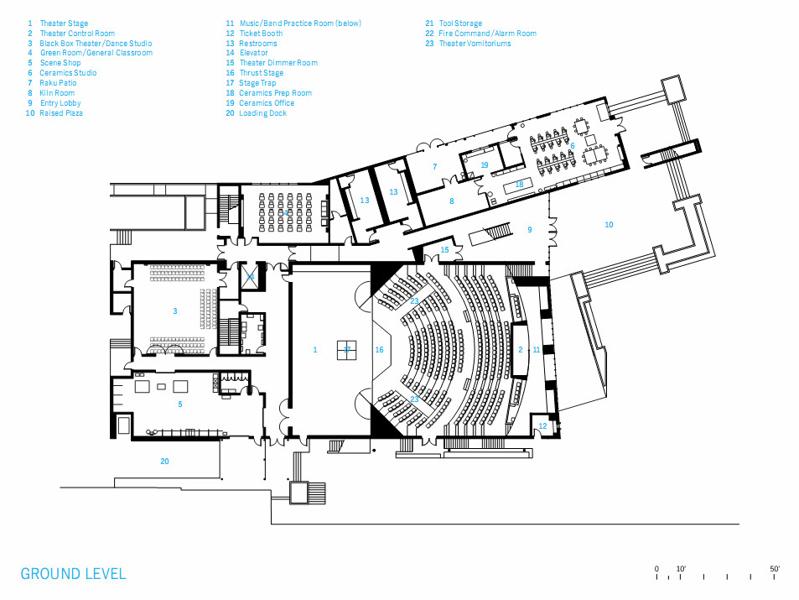 1 Theater Stage
2 Theater Control Room
3 Black Box Theater/Dance Studio
4 Green Room/General Classroom
5 Scene Shop
6 Ceramics Studio
7 Raku Patio
8 Kiln Room
9 Entry Lobby
10 Raised Plaza
11 Music/Band Practice Room (below)
12 Ticket Booth
13 Restrooms
14 Elevator
15 Theater Dimmer Room
16 Thrust Stage
17 Stage Trap
18 Ceramics Prep Room
19 Ceramics Office
20 Loading Dock
21 Tool Storage
22 Fire Command/Alarm Room
23 Theater Vomitoriums
6
7
19
18
13
13
8
10
9
15
23
3
1
17
16
2
11
23
5
12
20
GROUND LEVEL
0 10' 50'